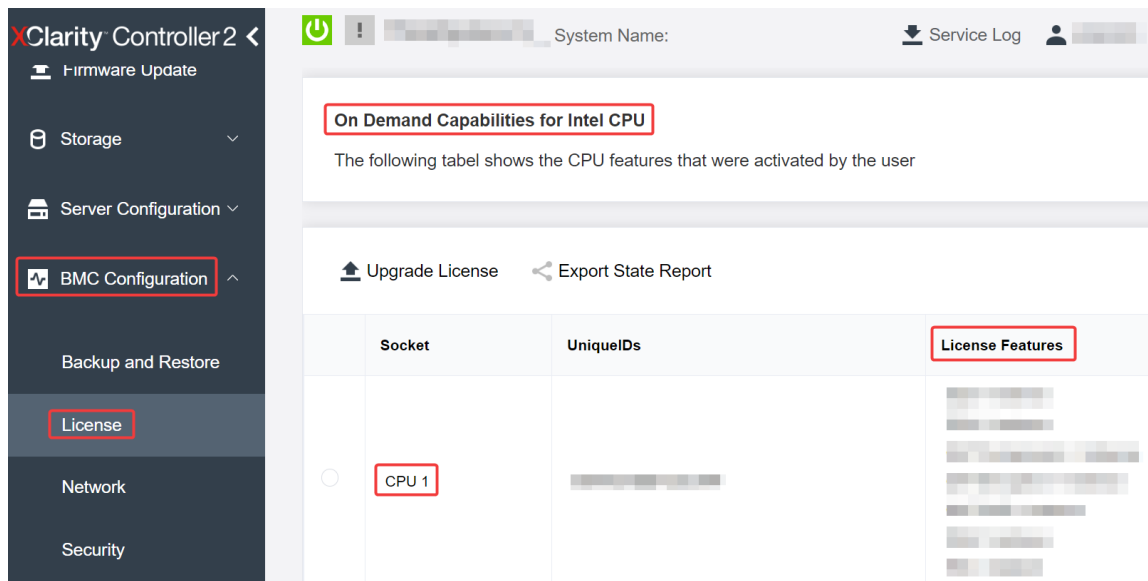 XClarity Controller 2
Firmware Update
Storage
Server Configuration
BMC Configuration
Backup and Restore
License
Network
Security
System Name:
Service Log
On Demand Capabilities for Intel CPU
The following tabel shows the CPU features that were activated by the user
Upgrade License
Export State Report
Socket
UniqueIDs
License Features
CPU 1